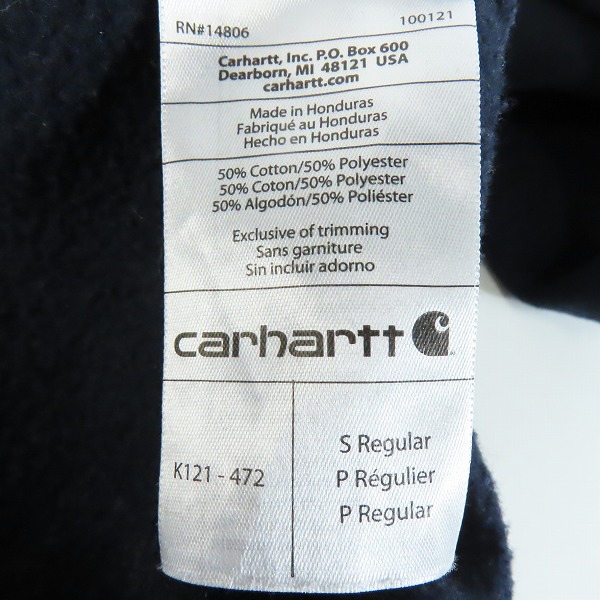 RN#14806 100121
Carhartt, Inc. P.O. Box 600
Dearborn, MI 48121 USA
carhartt.com
Made in Honduras
Fabriqué au Honduras
Hecho en Honduras
50% Cotton/50% Polyester
50% Coton/50% Polyester
50% Algodón/50% Poliéster
Exclusive of trimming
Sans garniture
Sin incluir adorno
carhartt
K121 - 472
S Regular
P Régulier
P Regular